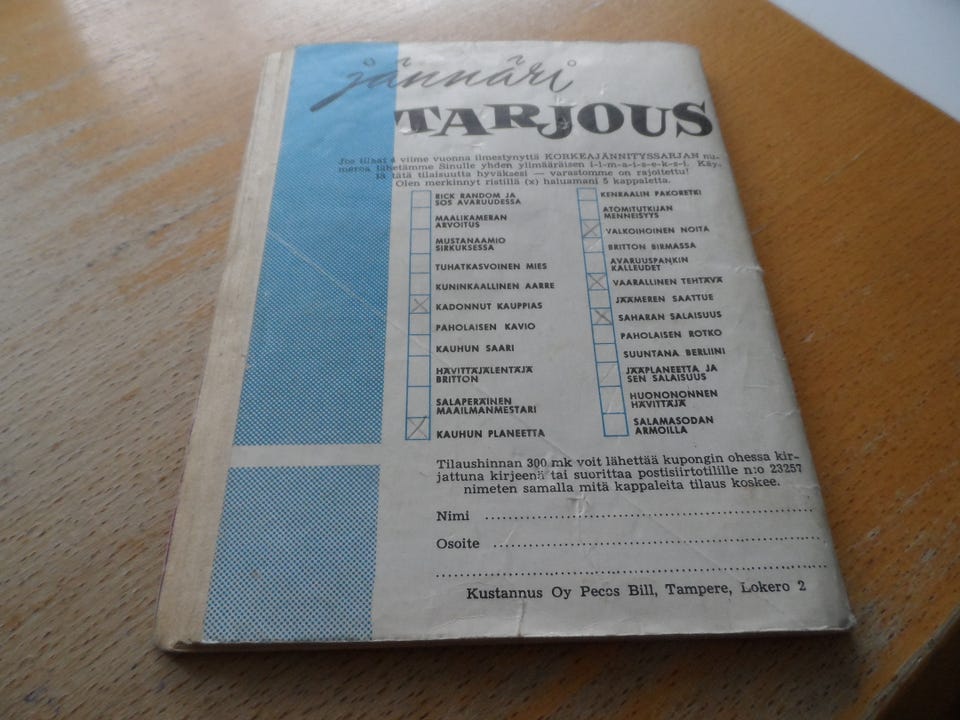 jännäri
TARJOUS
Jos tilaat 4 viime vuonna ilmestynyttä KORKEAJÄNNITYSSARJAN nu-
meroa lähetämme Sinulle yhden ylimääräisen i-l-m-a-i-s-e-k-s-i. Käy-
tä tätä tilaisuutta hyväksesi — varastomme on rajoitettu!
Olen merkinnyt ristillä (x) haluamani 5 kappaletta.
RICK RANDOM JA
SOS AVARUUDESSA
MAALIKAMERAN
ARVOITUS
MUSTANAAMIO
SIRKUKSESSA
TUHATKASVOINEN MIES
KUNINKAALLINEN AARRE
KADONNUT KAUPPIAS
PAHOLAISEN KAVIO
KAUHUN SAARI
HÄVITTÄJÄLENTÄJÄ
BRITTON
SALAPERÄINEN
MAAILMANMESTARI
KAUHUN PLANEETTA
KENRAALIN PAKORETKI
ATOMITUTKIJAN
MENNEISYYS
VALKOIHOINEN NOITA
BRITTON BIRMASSA
AVARUUSPANKIN
KALLEUDET
VAARALLINEN TEHTÄVÄ
JÄÄMEREN SAATTUE
SAHARAN SALAISUUS
PAHOLAISEN ROTKO
SUUNTANA BERLIINI
JÄÄPLANEETTA JA
SEN SALAISUUS
HUONONONNEN
HÄVITTÄJÄ
SALAMASODAN
ARMOILLA
Tilaushinnan 300 mk voit lähettää kupongin ohessa kir-
jattuna kirjeenä tai suorittaa postisiirtotilille n:o 23257
nimeten samalla mitä kappaleita tilaus koskee.
Nimi
Osoite
Kustannus Oy Pecos Bill, Tampere, Lokero 2